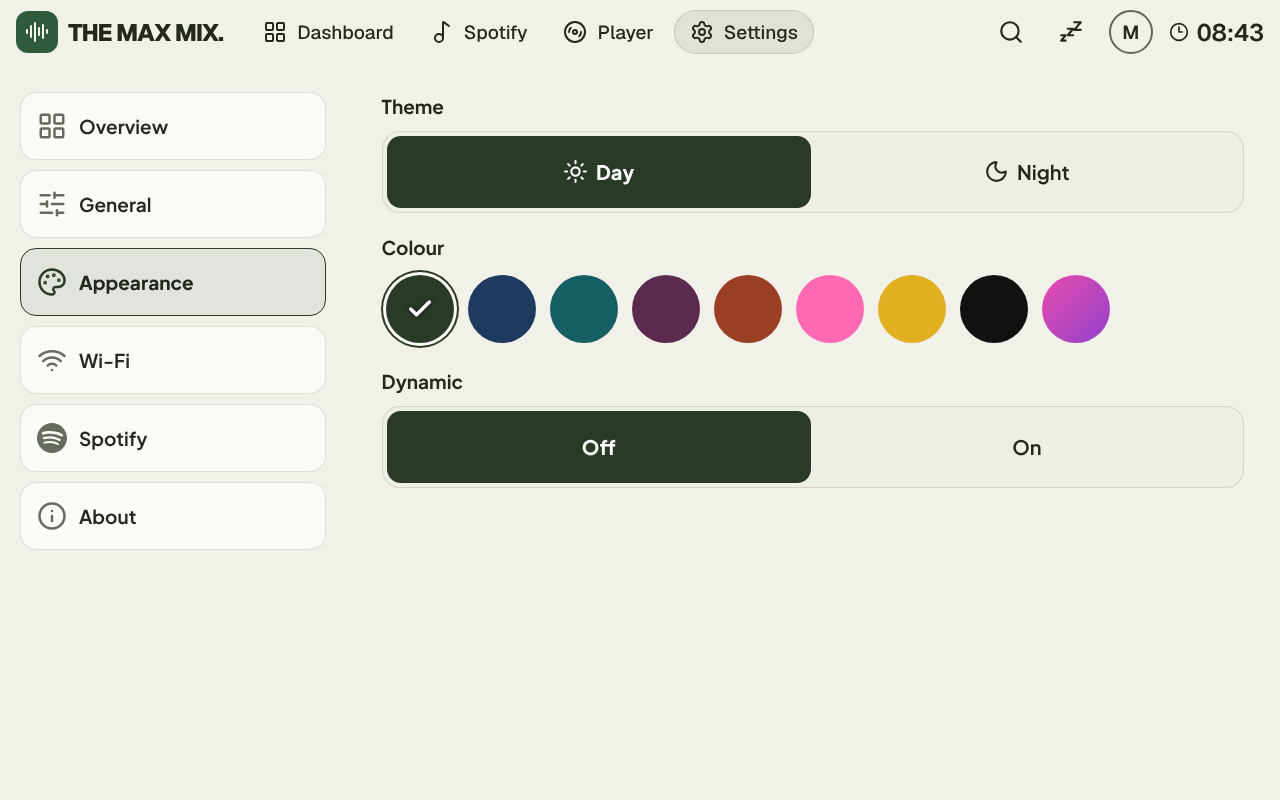 THE MAX MIX.
Dashboard
Spotify
Player
Settings
zzZ
M
08:43
Overview
General
Appearance
Wi-Fi
Spotify
About
Theme
Day
Night
Colour
Dynamic
Off
On